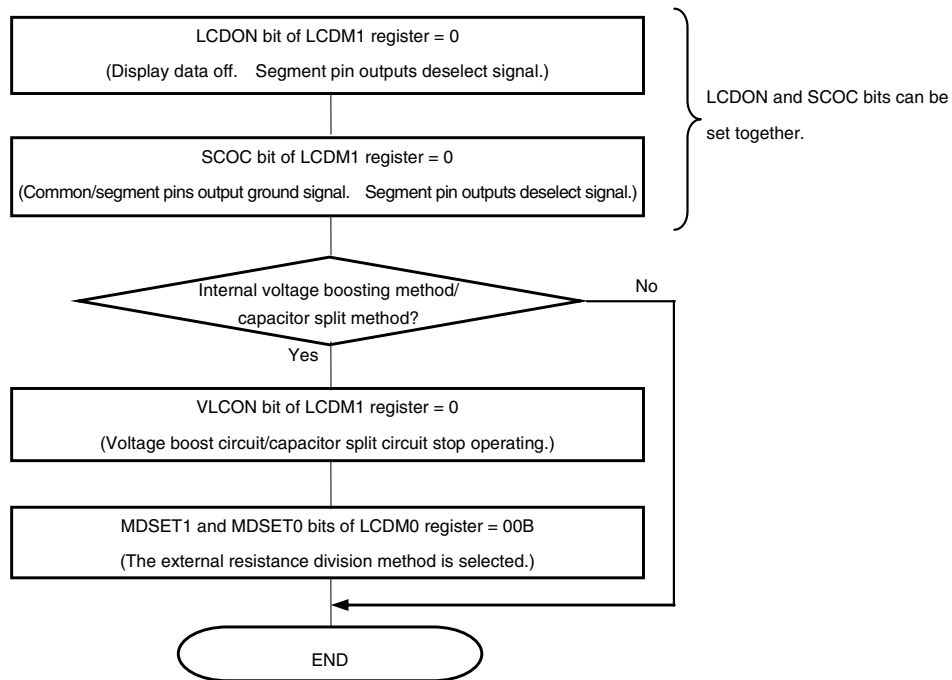 LCDON bit of LCDM1 register = 0
(Display data off. Segment pin outputs deselect signal.)
LCDON and SCOC bits can be
set together.
SCOC bit of LCDM1 register = 0
(Common/segment pins output ground signal. Segment pin outputs deselect signal.)
Internal voltage boosting method/
capacitor split method?
No
Yes
VLCON bit of LCDM1 register = 0
(Voltage boost circuit/capacitor split circuit stop operating.)
MDSET1 and MDSET0 bits of LCDM0 register = 00B
(The external resistance division method is selected.)
END